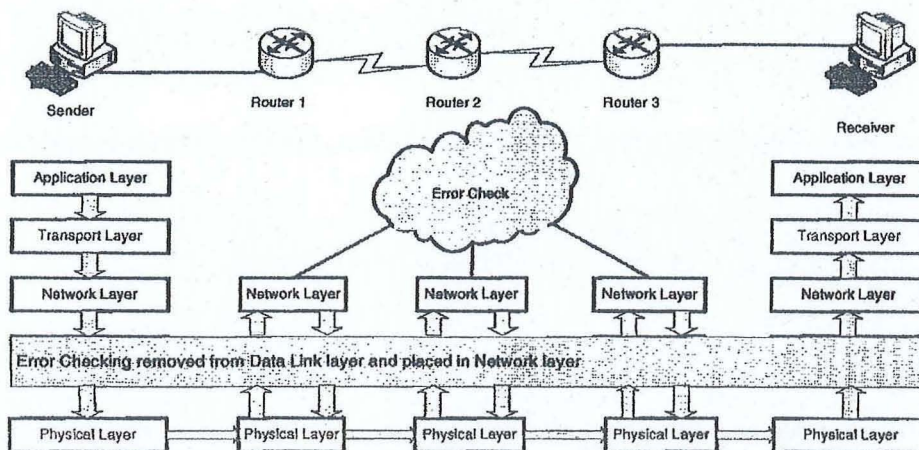 Sender
Router 1
Router 2
Router 3
Receiver
Error Check
Application Layer
Application Layer
Transport Layer
Transport Layer
Network Layer
Network Layer
Network Layer
Network Layer
Network Layer
Error Checking removed from Data Link layer and placed in Network layer
Physical Layer
Physical Layer
Physical Layer
Physical Layer
Physical Layer